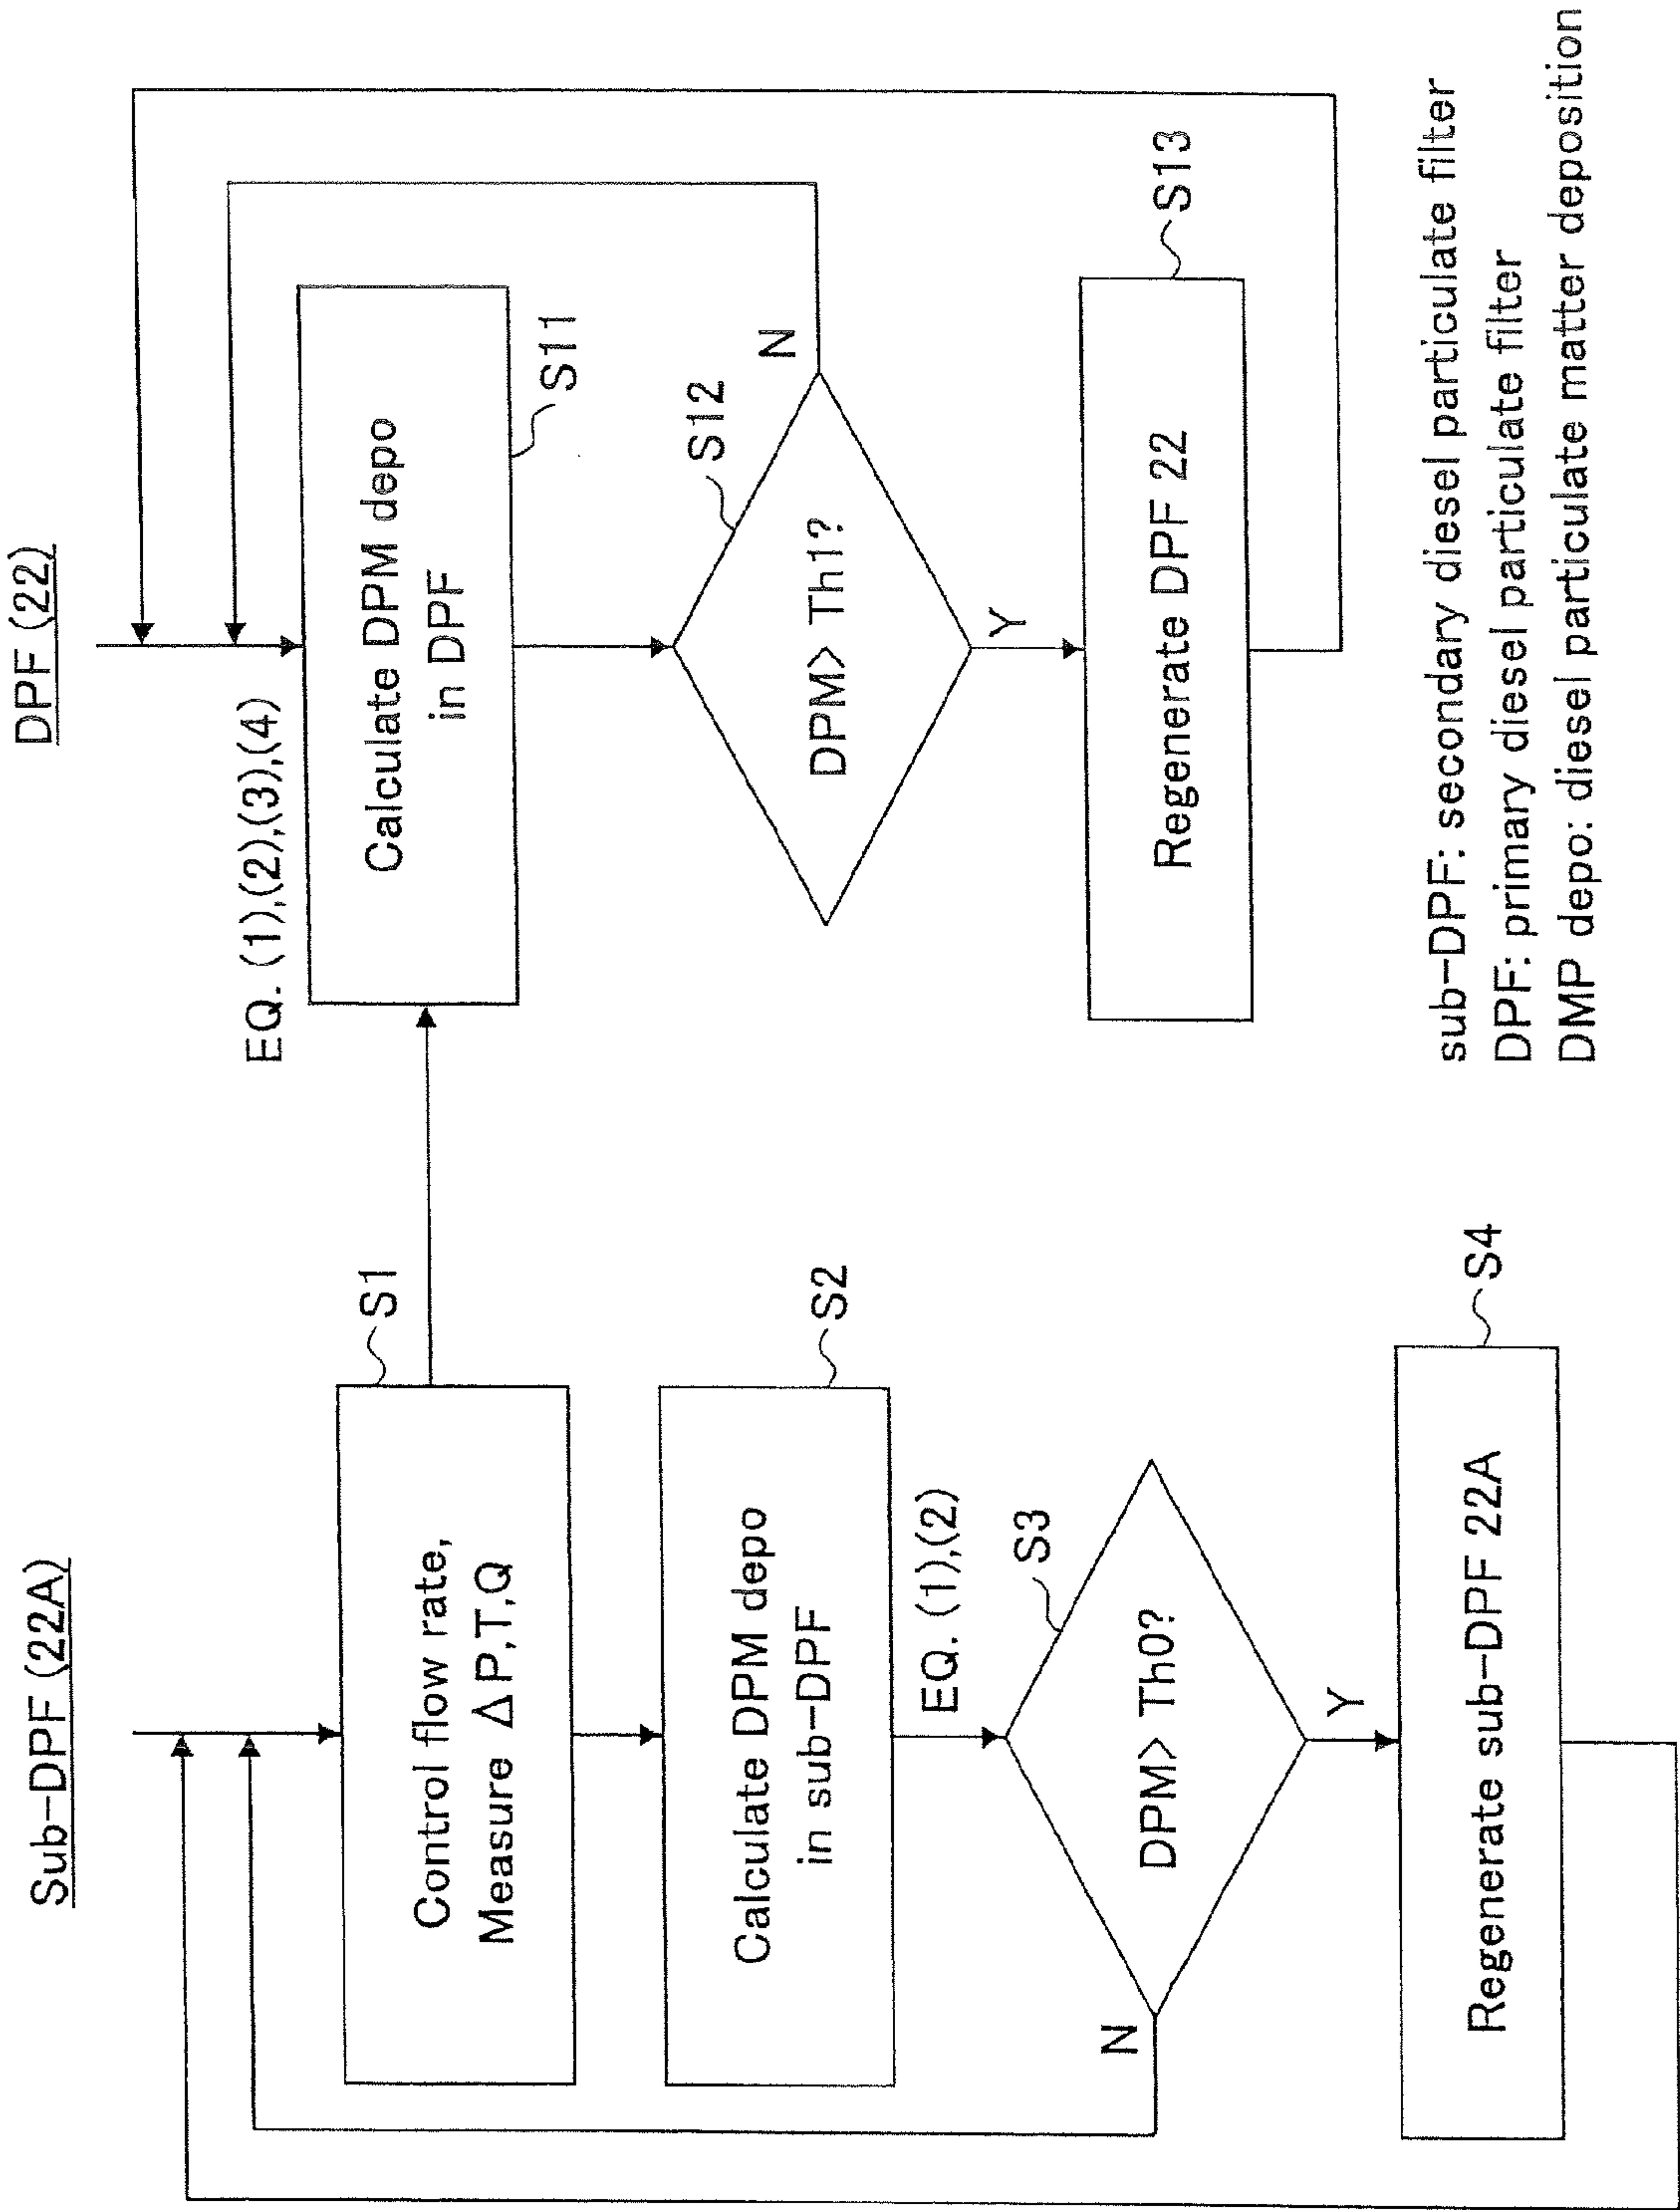 Sub-DPF (22A)
Control flow rate,
Measure ΔP,T,Q
S1
Calculate DPM depo
in sub-DPF
S2
EQ. (1),(2)
DPM> Th0?
S3
N
Y
Regenerate sub-DPF 22A
S4
DPF (22)
EQ. (1),(2),(3),(4)
Calculate DPM depo
in DPF
S11
DPM> Th1?
S12
N
Y
Regenerate DPF 22
S13
sub-DPF: secondary diesel particulate filter
DPF: primary diesel particulate filter
DMP depo: diesel particulate matter deposition